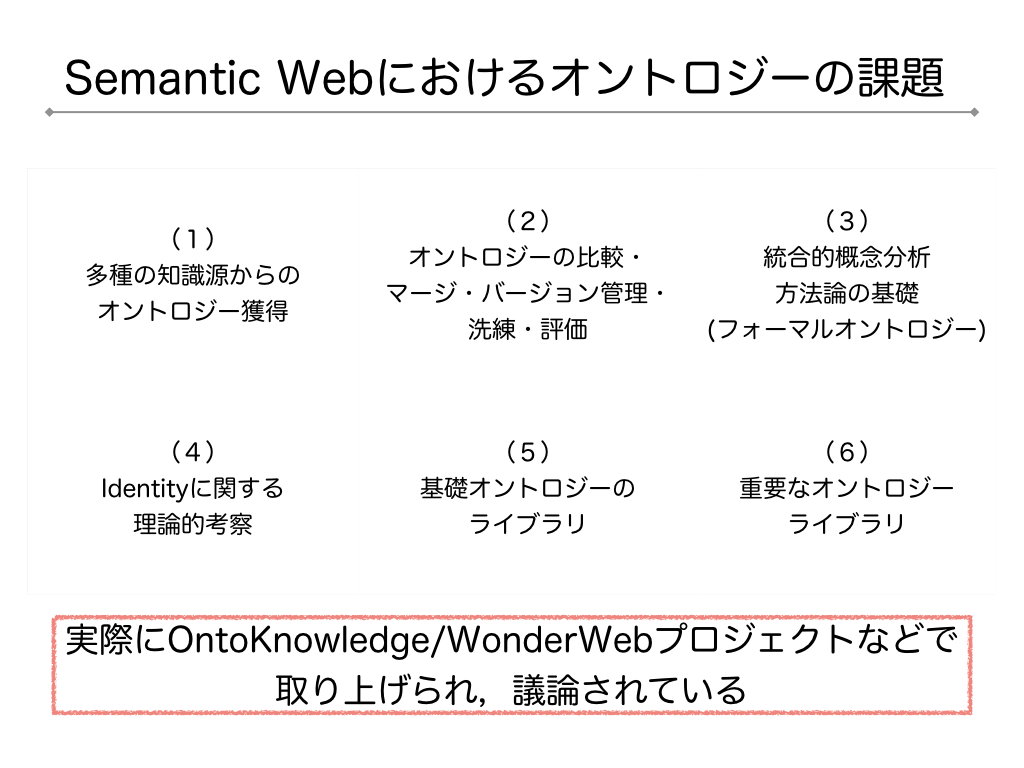 Semantic Webにおけるオントロジーの課題
（１）
多種の知識源からの
オントロジー獲得
（２）
オントロジーの比較・
マージ・バージョン管理・
洗練・評価
（３）
統合的概念分析
方法論の基礎
(フォーマルオントロジー)
（４）
Identityに関する
理論的考察
（５）
基礎オントロジーの
ライブラリ
（６）
重要なオントロジー
ライブラリ
実際にOntoKnowledge/WonderWebプロジェクトなどで
取り上げられ，議論されている